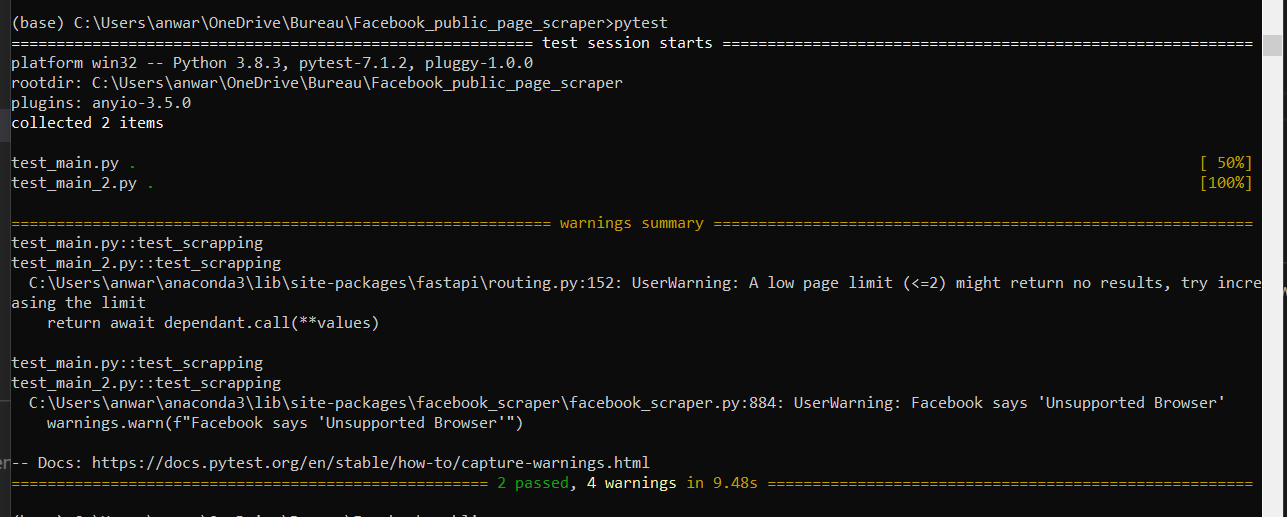 (base) C:\Users\anwar\OneDrive\Bureau\Facebook_public_page_scraper>pytest
========================================================== test session starts ===========================================================
platform win32 -- Python 3.8.3, pytest-7.1.2, pluggy-1.0.0
rootdir: C:\Users\anwar\OneDrive\Bureau\Facebook_public_page_scraper
plugins: anyio-3.5.0
collected 2 items
test_main.py . [ 50%]
test_main_2.py . [100%]
============================================================ warnings summary ============================================================
test_main.py::test_scrapping
test_main_2.py::test_scrapping
C:\Users\anwar\anaconda3\lib\site-packages\fastapi\routing.py:152: UserWarning: A low page limit (<=2) might return no results, try incre
asing the limit
return await dependant.call(**values)
test_main.py::test_scrapping
test_main_2.py::test_scrapping
C:\Users\anwar\anaconda3\lib\site-packages\facebook_scraper\facebook_scraper.py:884: UserWarning: Facebook says 'Unsupported Browser'
warnings.warn(f"Facebook says 'Unsupported Browser'")
-- Docs: https://docs.pytest.org/en/stable/how-to/capture-warnings.html
===================================================== 2 passed, 4 warnings in 9.48s ======================================================